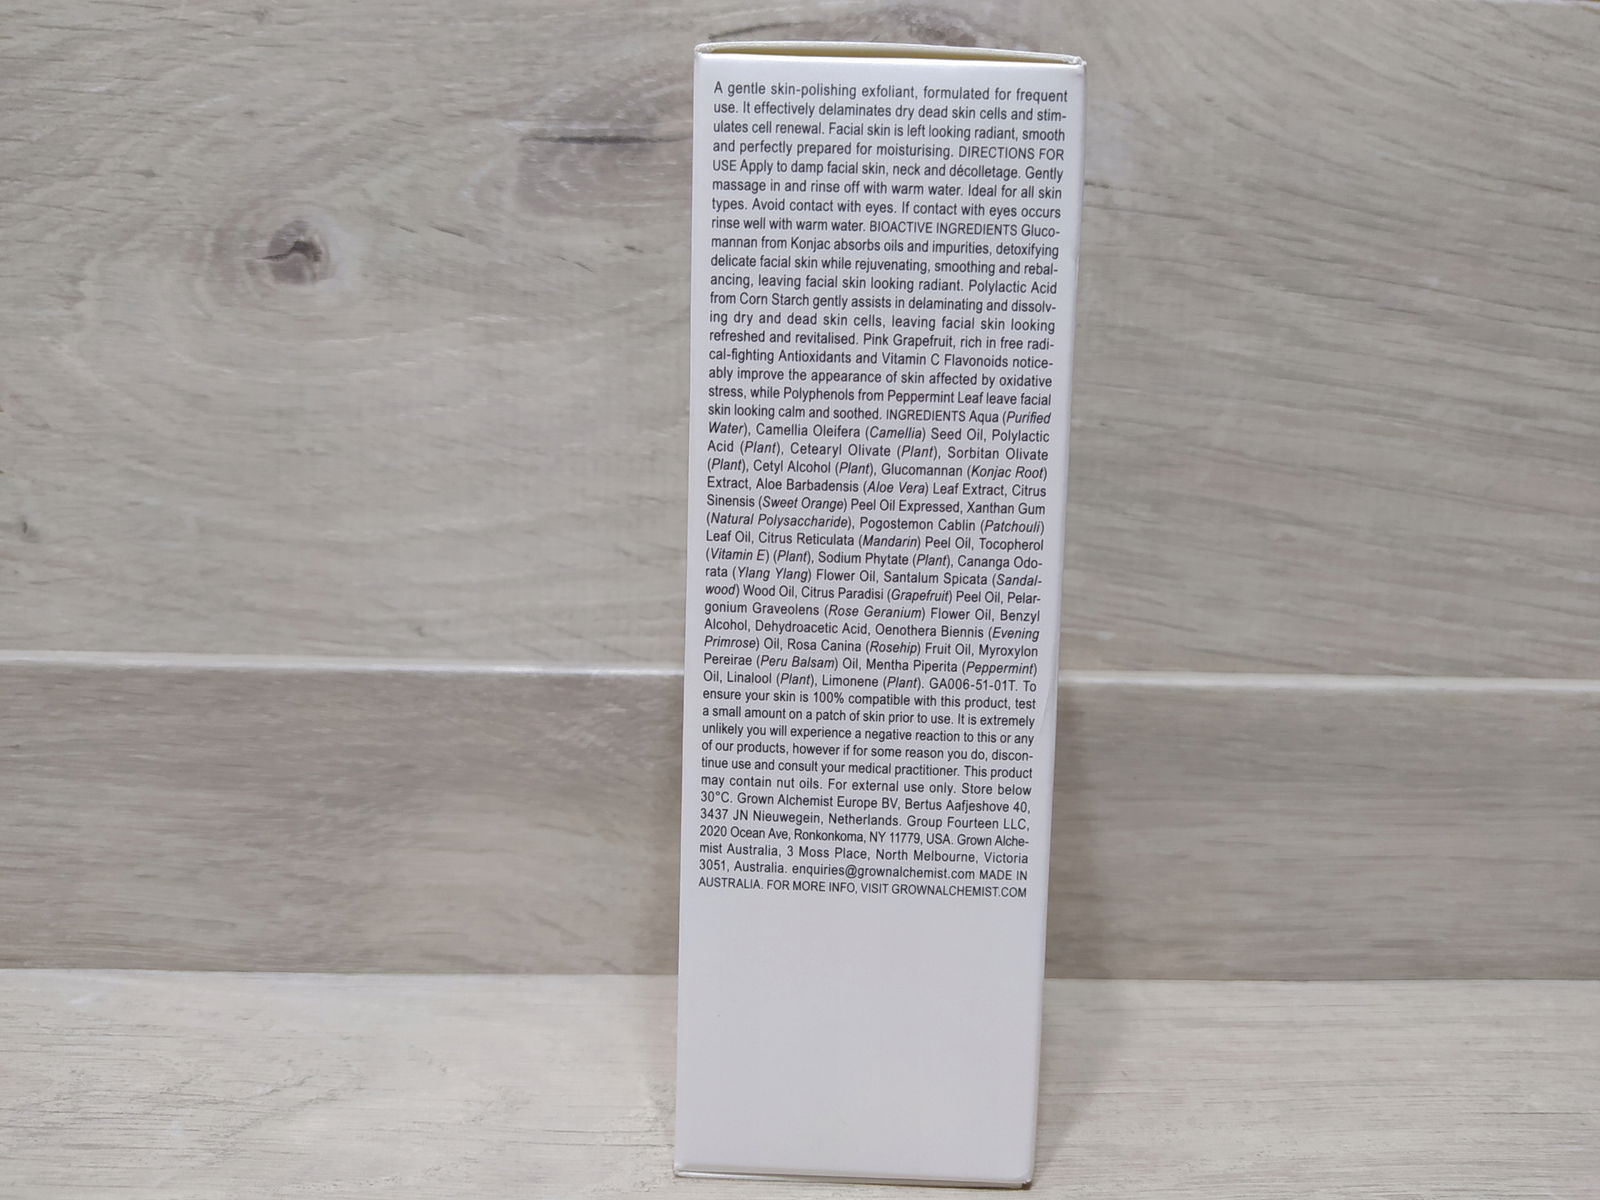 A gentle skin-polishing exfoliant, formulated for frequent
use. It effectively delaminates dry dead skin cells and stim-
ulates cell renewal. Facial skin is left looking radiant, smooth
and perfectly prepared for moisturising. DIRECTIONS FOR
USE Apply to damp facial skin, neck and décolletage. Gently
massage in and rinse off with warm water. Ideal for all skin
types. Avoid contact with eyes. If contact with eyes occurs
rinse well with warm water. BIOACTIVE INGREDIENTS Gluco-
mannan from Konjac absorbs oils and impurities, detoxifying
delicate facial skin while rejuvenating, smoothing and rebal-
ancing, leaving facial skin looking radiant. Polylactic Acid
from Corn Starch gently assists in delaminating and dissolv-
ing dry and dead skin cells, leaving facial skin looking
refreshed and revitalised. Pink Grapefruit, rich in free radi-
cal-fighting Antioxidants and Vitamin C Flavonoids notice-
ably improve the appearance of skin affected by oxidative
stress, while Polyphenols from Peppermint Leaf leave facial
skin looking calm and soothed. INGREDIENTS Aqua (Purified
Water), Camellia Oleifera (Camellia) Seed Oil, Polylactic
Acid (Plant), Cetearyl Olivate (Plant), Sorbitan Olivate
(Plant), Cetyl Alcohol (Plant), Glucomannan (Konjac Root)
Extract, Aloe Barbadensis (Aloe Vera) Leaf Extract, Citrus
Sinensis (Sweet Orange) Peel Oil Expressed, Xanthan Gum
(Natural Polysaccharide), Pogostemon Cablin (Patchouli)
Leaf Oil, Citrus Reticulata (Mandarin) Peel Oil, Tocopherol
(Vitamin E) (Plant), Sodium Phytate (Plant), Cananga Odo-
rata (Ylang Ylang) Flower Oil, Santalum Spicata (Sandal-
wood) Wood Oil, Citrus Paradisi (Grapefruit) Peel Oil, Pelar-
gonium Graveolens (Rose Geranium) Flower Oil, Benzyl
Alcohol, Dehydroacetic Acid, Oenothera Biennis (Evening
Primrose) Oil, Rosa Canina (Rosehip) Fruit Oil, Myroxylon
Pereirae (Peru Balsam) Oil, Mentha Piperita (Peppermint)
Oil, Linalool (Plant), Limonene (Plant). GA006-51-01T. To
ensure your skin is 100% compatible with this product, test
a small amount on a patch of skin prior to use. It is extremely
unlikely you will experience a negative reaction to this or any
of our products, however if for some reason you do, discon-
tinue use and consult your medical practitioner. This product
may contain nut oils. For external use only. Store below
30°C. Grown Alchemist Europe BV, Bertus Aafjeshove 40,
3437 JN Nieuwegein, Netherlands. Group Fourteen LLC,
2020 Ocean Ave, Ronkonkoma, NY 11779, USA. Grown Alche-
mist Australia, 3 Moss Place, North Melbourne, Victoria
3051, Australia. enquiries@grownalchemist.com MADE IN
AUSTRALIA. FOR MORE INFO, VISIT GROWNALCHEMIST.COM